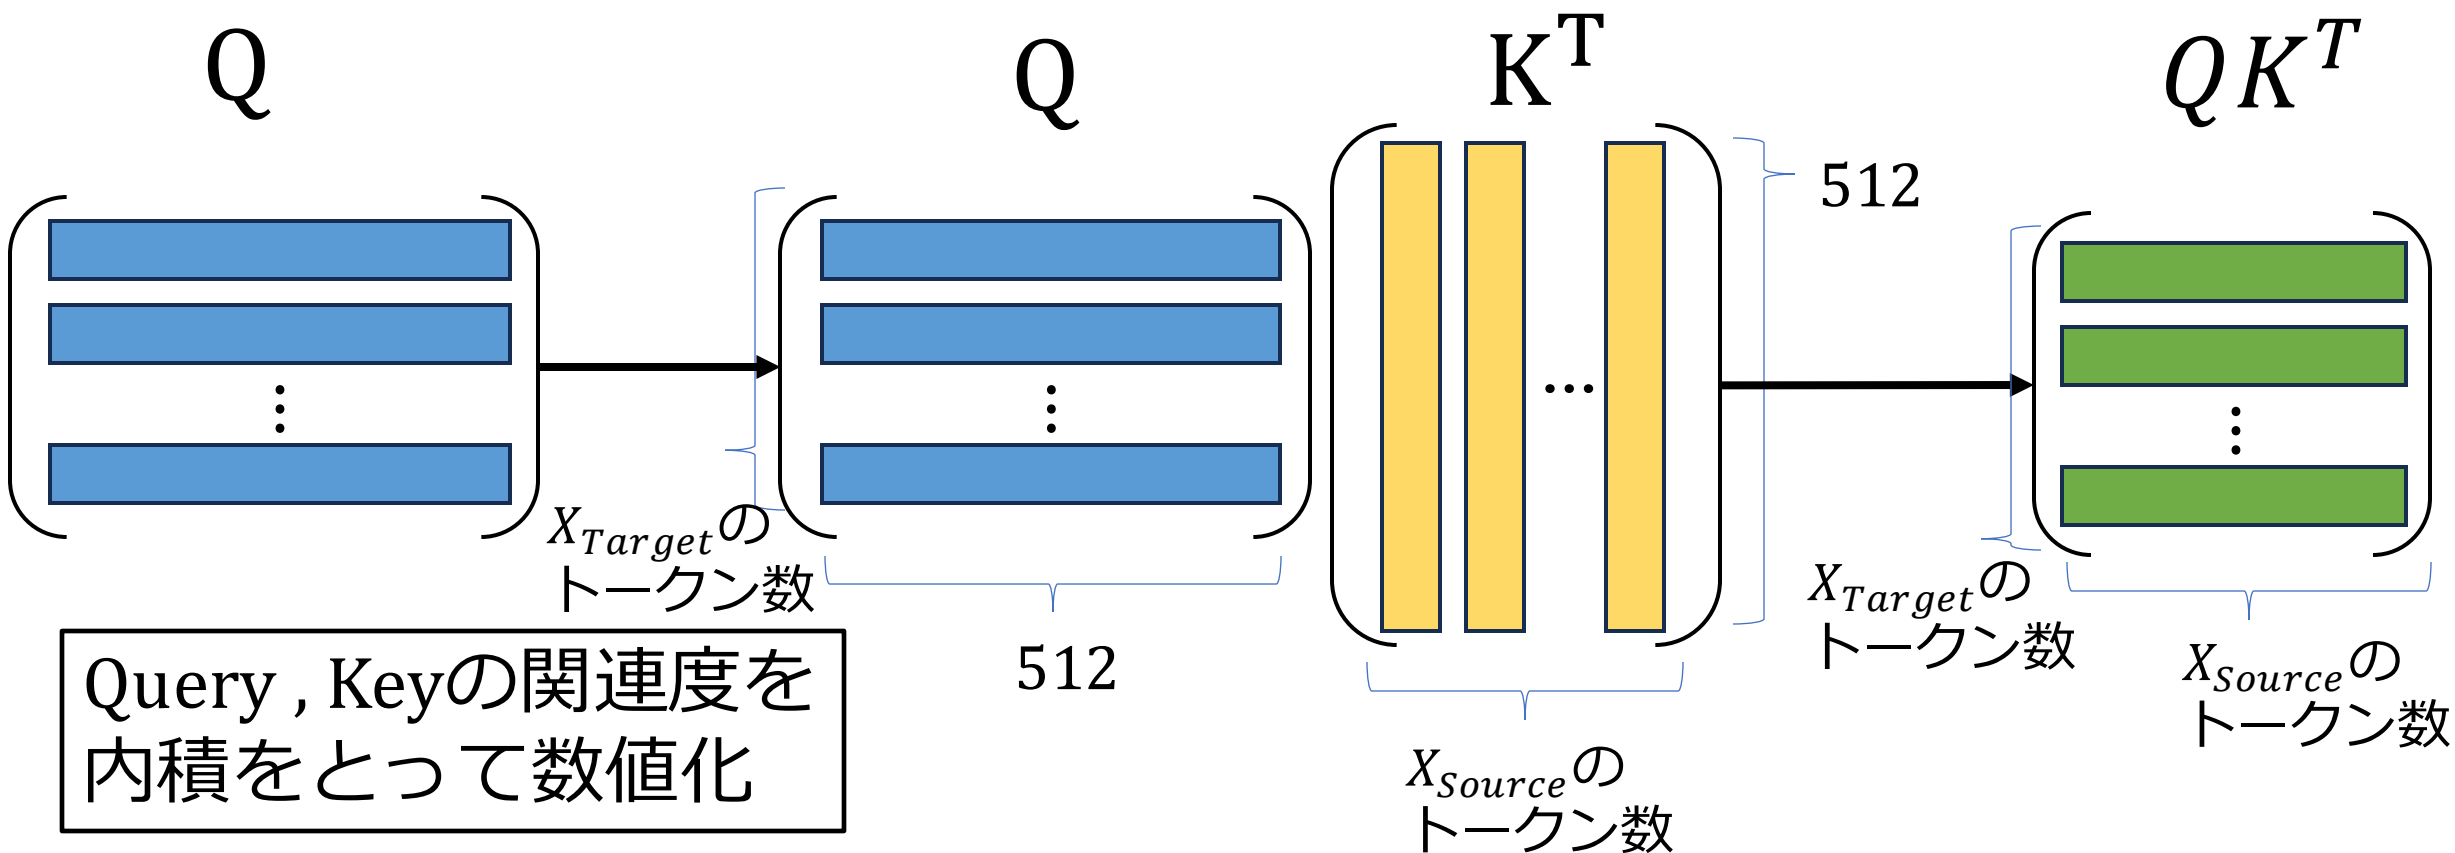 Q
Q
K^T
QK^T
512
X_Targetの
トークン数
512
X_Targetの
トークン数
X_Sourceの
トークン数
X_Sourceの
トークン数
Query , Keyの関連度を
内積をとって数値化